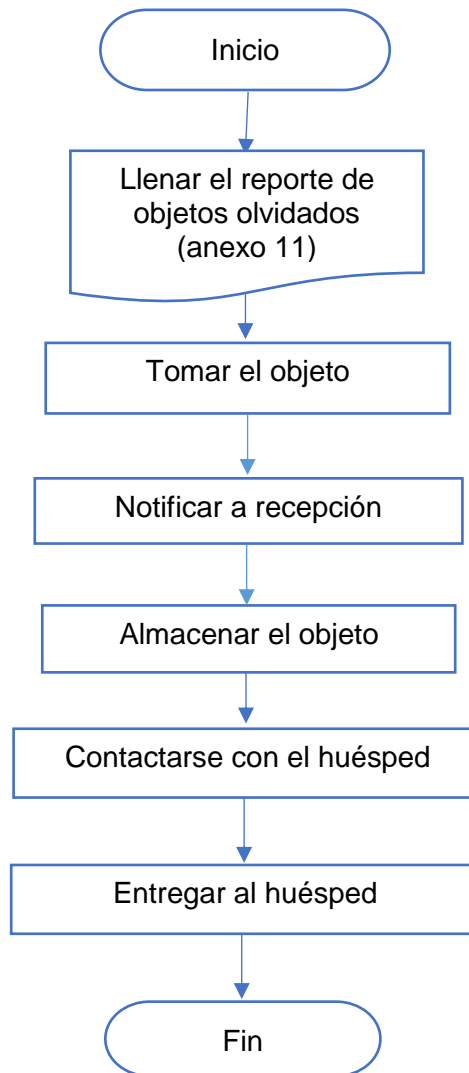 Inicio
Llenar el reporte de
objetos olvidados
(anexo 11)
Tomar el objeto
Notificar a recepción
Almacenar el objeto
Contactarse con el huésped
Entregar al huésped
Fin